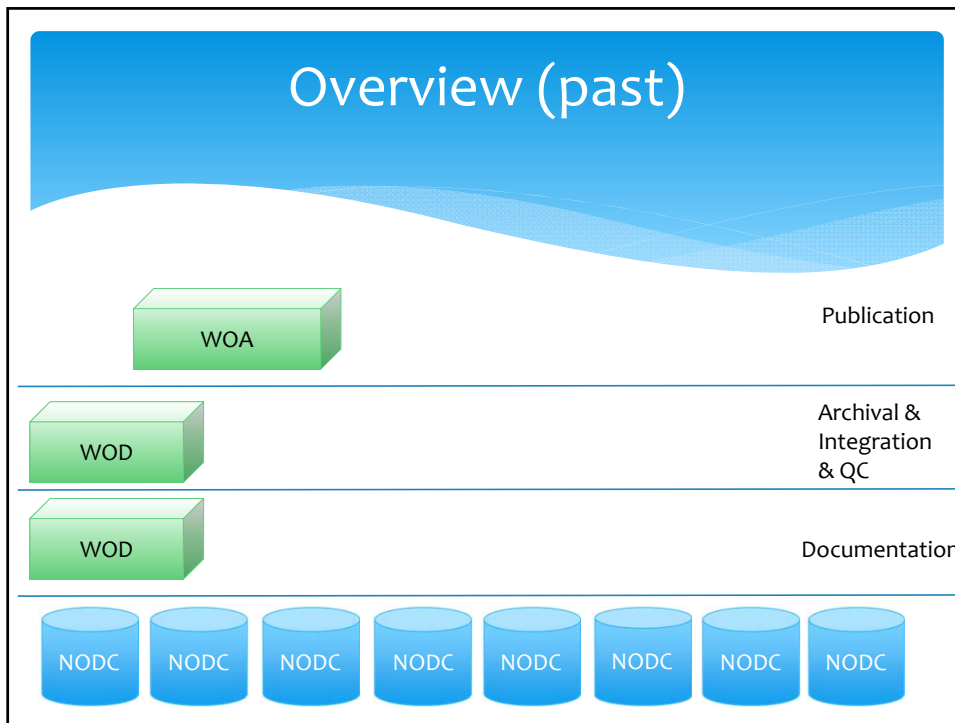 Overview (past)
WOA
Publication
WOD
Archival &
Integration
& QC
WOD
Documentation
NODC NODC NODC NODC NODC NODC NODC NODC